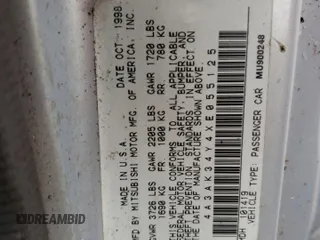 MADE IN U.S.A. DATE OCT 1998
BY MITSUBISHI MOTOR MFG. OF AMERICA, INC.
GVWR 3726 LBS GAWR 2205 LBS GAWR 1720 LBS
1690 KG FR. 1000 KG RR. 780 KG
THIS VEHICLE CONFORMS TO ALL APPLICABLE
FEDERAL MOTOR VEHICLE SAFETY, BUMPER, AND
THEFT PREVENTION STANDARDS IN EFFECT ON
THE DATE OF MANUFACTURE SHOWN ABOVE.
4A3AK34T4XE055125
101419
VEHICLE TYPE: PASSENGER CAR MU900248
DREAMBID